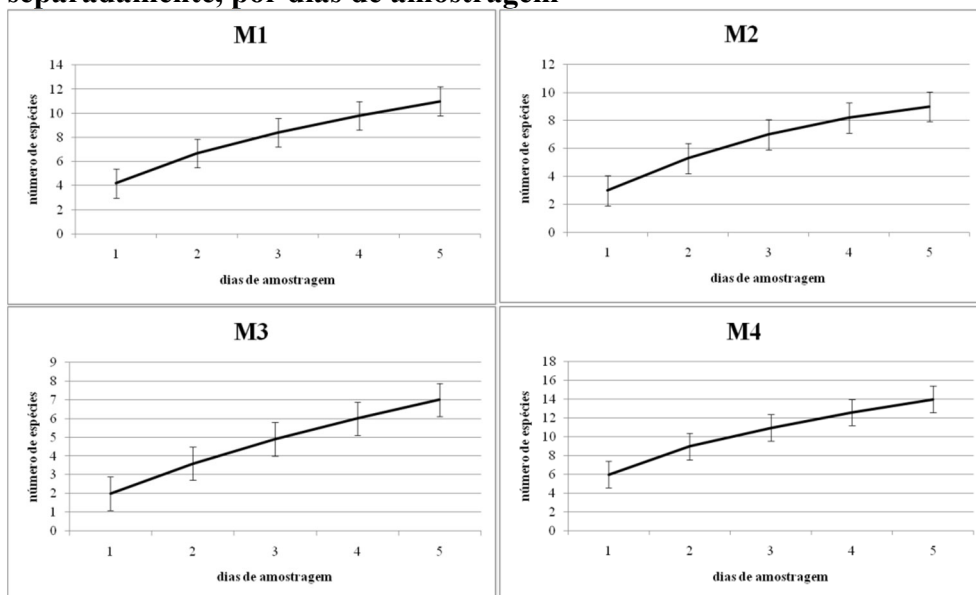 separadamente, por dias de amostragem
M1
número de espécies
14
12
10
8
6
4
2
0
1 2 3 4 5
dias de amostragem
M2
número de espécies
12
10
8
6
4
2
0
1 2 3 4 5
dias de amostragem
M3
número de espécies
9
8
7
6
5
4
3
2
1
0
1 2 3 4 5
dias de amostragem
M4
número de espécies
18
16
14
12
10
8
6
4
2
0
1 2 3 4 5
dias de amostragem